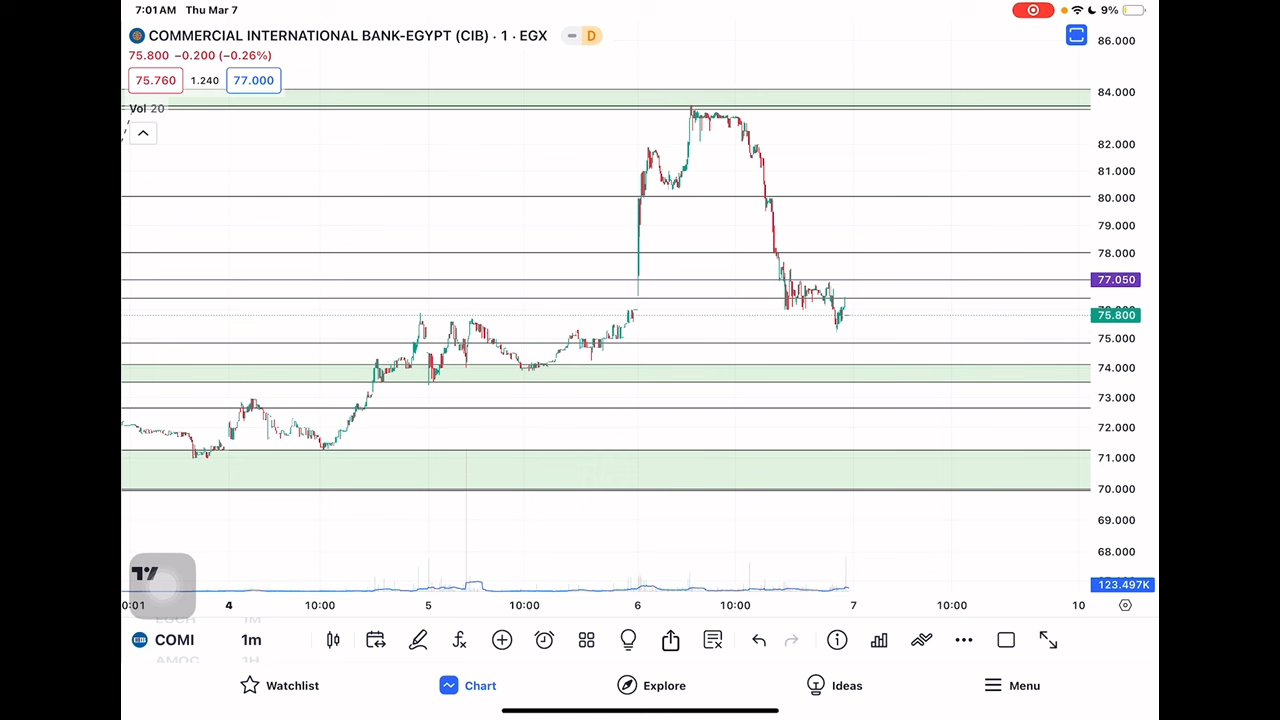 7:01AM Thu Mar 7
9%
COMMERCIAL INTERNATIONAL BANK-EGYPT (CIB) · 1 · EGX
D
75.800 −0.200 (−0.26%)
75.760 1.240 77.000
Vol 20
86.000
84.000
82.000
81.000
80.000
79.000
78.000
77.050
75.800
75.000
74.000
73.000
72.000
71.000
70.000
69.000
68.000
123.497K
0:01 4 10:00 5 10:00 6 10:00 7 10:00 10
COMI 1m
AMOC 1H
Watchlist Chart Explore Ideas Menu